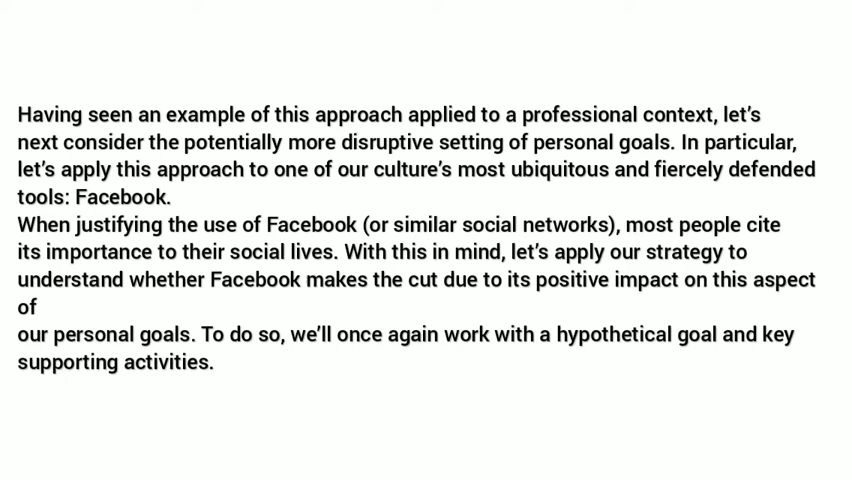 Having seen an example of this approach applied to a professional context, let’s
next consider the potentially more disruptive setting of personal goals. In particular,
let’s apply this approach to one of our culture’s most ubiquitous and fiercely defended
tools: Facebook.
When justifying the use of Facebook (or similar social networks), most people cite
its importance to their social lives. With this in mind, let’s apply our strategy to
understand whether Facebook makes the cut due to its positive impact on this aspect
of
our personal goals. To do so, we’ll once again work with a hypothetical goal and key
supporting activities.